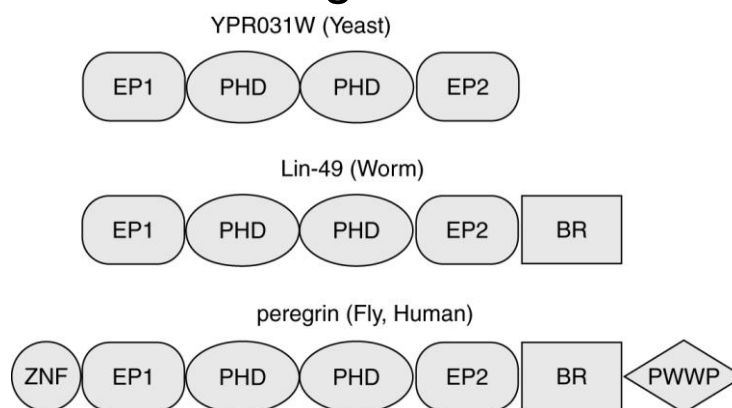 YPR031W (Yeast)
EP1 PHD PHD EP2
Lin-49 (Worm)
EP1 PHD PHD EP2 BR
peregrin (Fly, Human)
ZNF EP1 PHD PHD EP2 BR PWWP